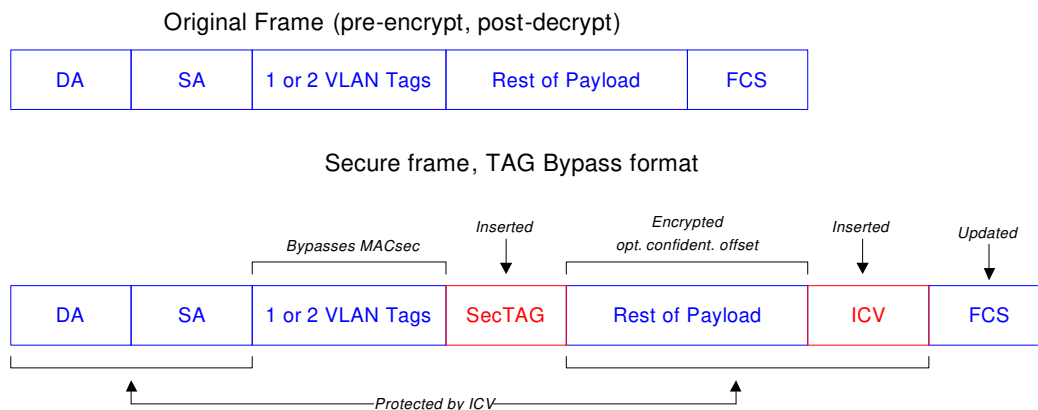 Original Frame (pre-encrypt, post-decrypt)
DA SA 1 or 2 VLAN Tags Rest of Payload FCS
Secure frame, TAG Bypass format
Bypasses MACsec
Inserted
Encrypted
opt. confident. offset
Inserted
Updated
DA SA 1 or 2 VLAN Tags SecTAG Rest of Payload ICV FCS
Protected by ICV